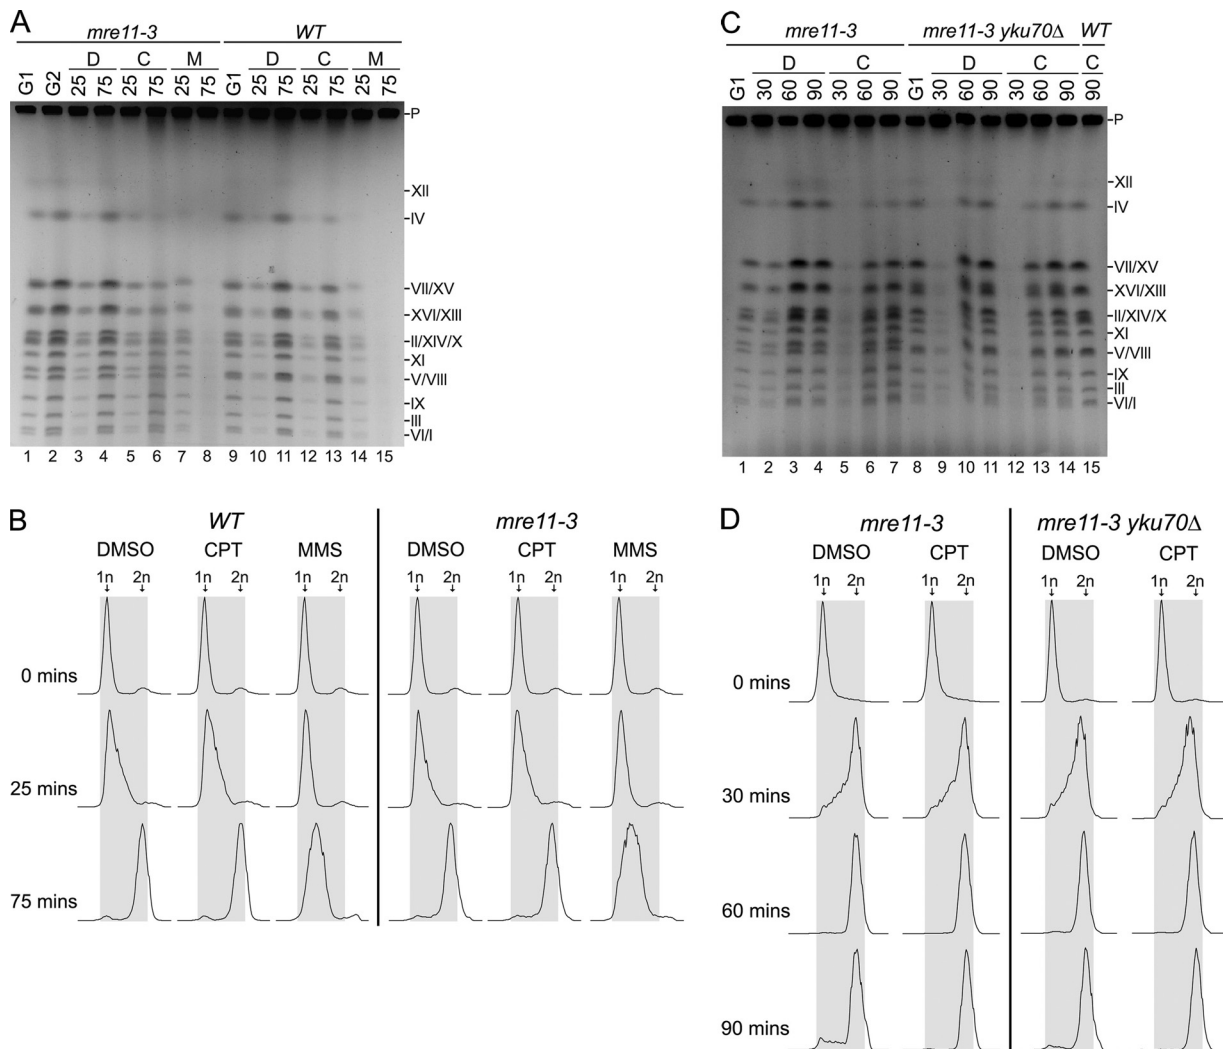 A
mre11-3 WT
D C M D C M
G1 G2 25 75 25 75 25 75 G1 25 75 25 75 25 75
P
XII
IV
VII/XV
XVI/XIII
II/XIV/X
XI
V/VIII
IX
III
VI/I
1 2 3 4 5 6 7 8 9 10 11 12 13 14 15
C
mre11-3 mre11-3 yku70Δ WT
D C D C C
G1 30 60 90 30 60 90 G1 30 60 90 30 60 90 90
P
XII
IV
VII/XV
XVI/XIII
II/XIV/X
XI
V/VIII
IX
III
VI/I
1 2 3 4 5 6 7 8 9 10 11 12 13 14 15
B
WT mre11-3
DMSO CPT MMS DMSO CPT MMS
1n 2n 1n 2n 1n 2n 1n 2n 1n 2n 1n 2n
0 mins
25 mins
75 mins
D
mre11-3 mre11-3 yku70Δ
DMSO CPT DMSO CPT
1n 2n 1n 2n 1n 2n 1n 2n
0 mins
30 mins
60 mins
90 mins